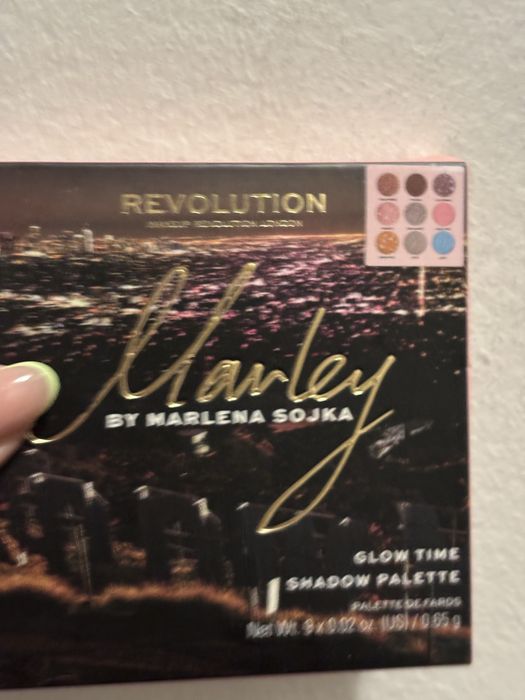 REVOLUTION
MAKEUP REVOLUTION LONDON
Marley
BY MARLENA SOJKA
GLOW TIME
SHADOW PALETTE
PALETTE DE FARDS
Net Wt. 9 x 0.02 oz. (US) / 0.65 g